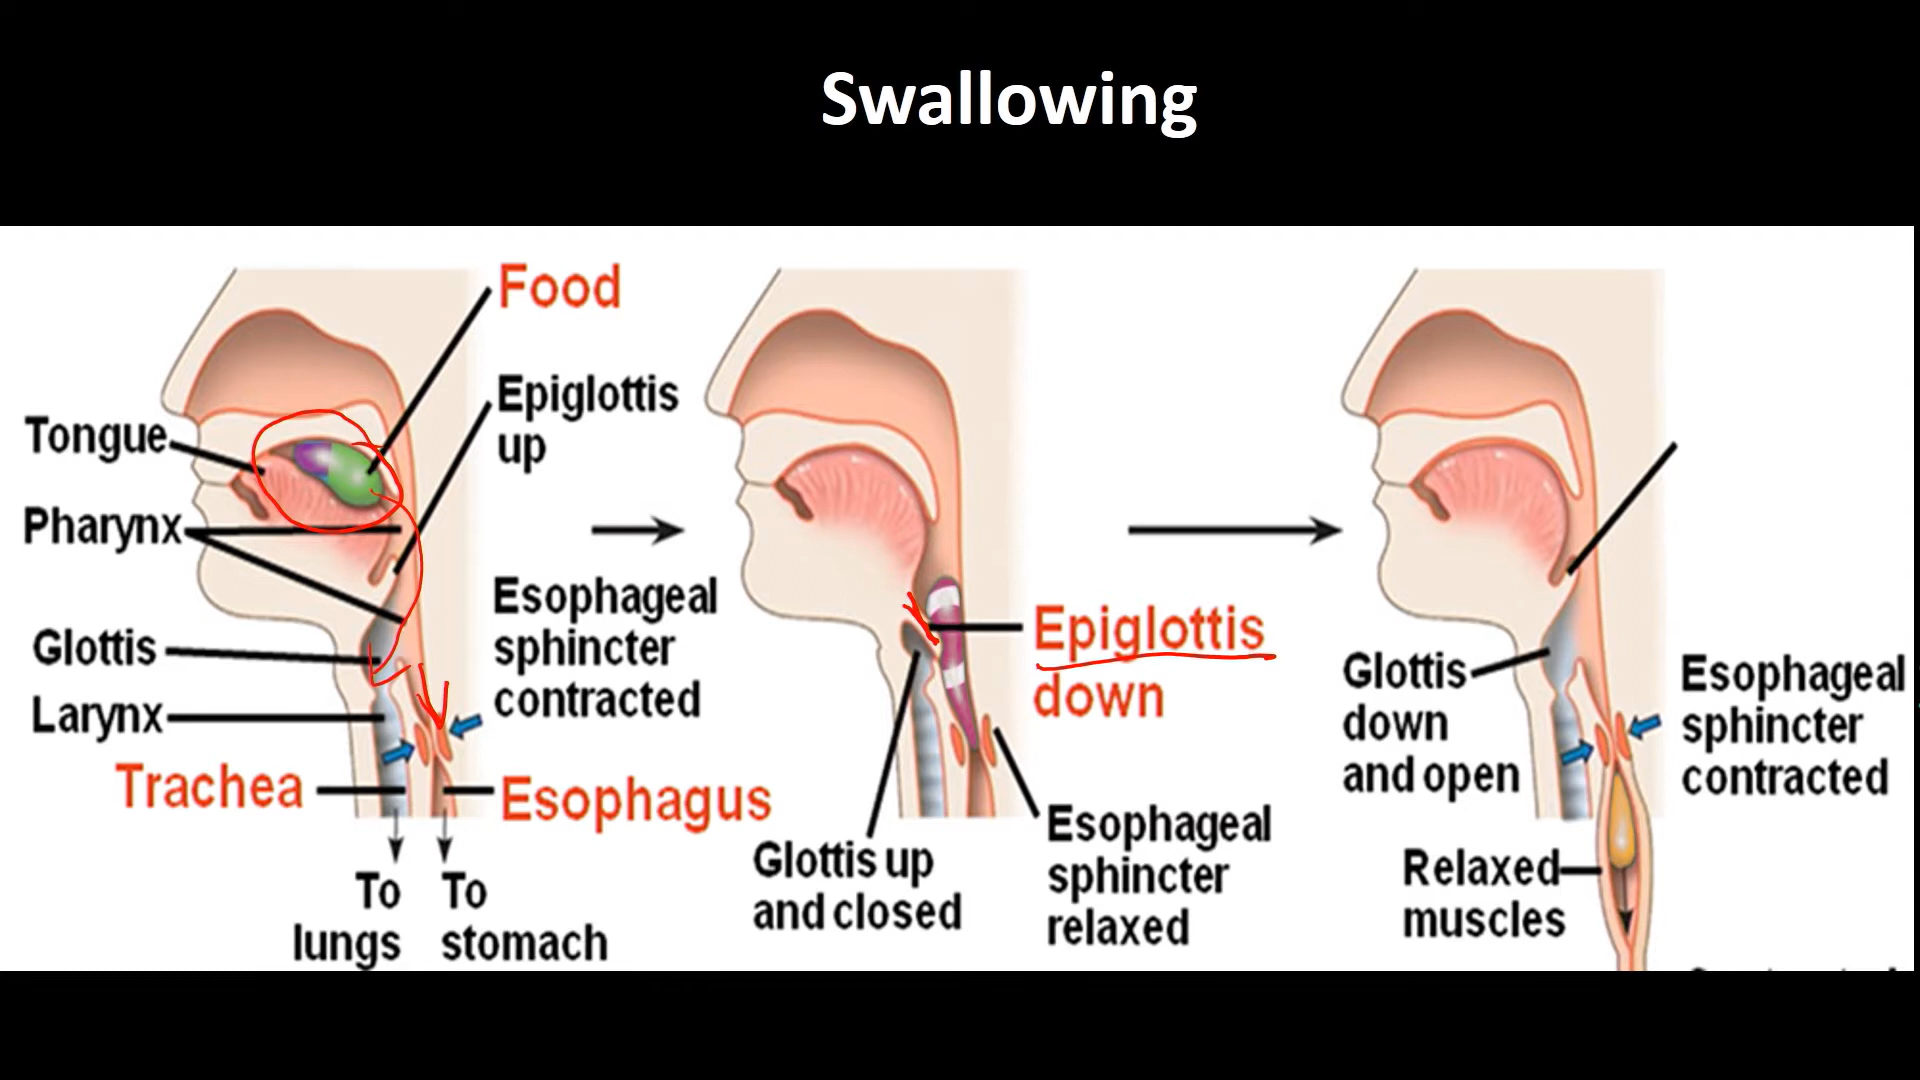 Swallowing
Food
Epiglottis
up
Tongue
Pharynx
Esophageal
sphincter
contracted
Glottis
Larynx
Trachea
Esophagus
To
lungs
To
stomach
Epiglottis
down
Glottis up
and closed
Esophageal
sphincter
relaxed
Glottis
down
and open
Esophageal
sphincter
contracted
Relaxed
muscles